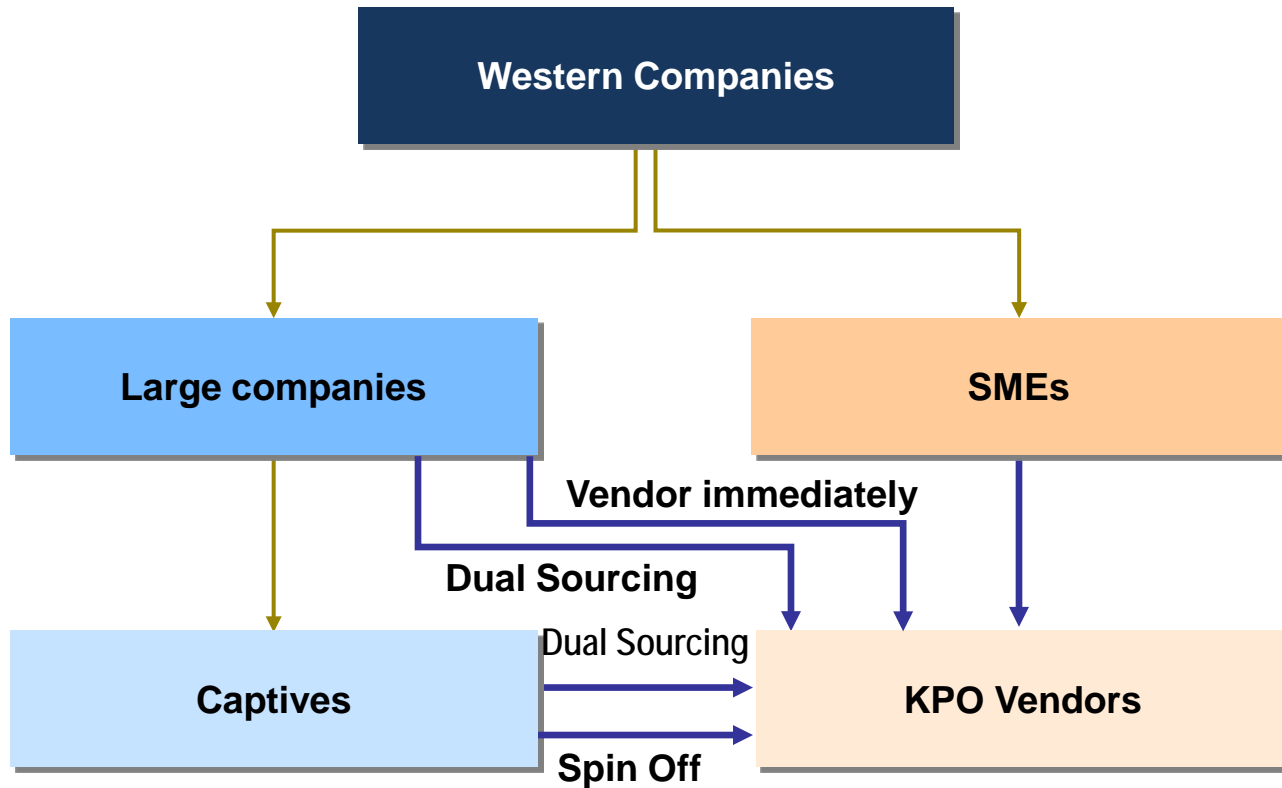 Western Companies
Large companies
SMEs
Vendor immediately
Dual Sourcing
Dual Sourcing
Captives
KPO Vendors
Spin Off